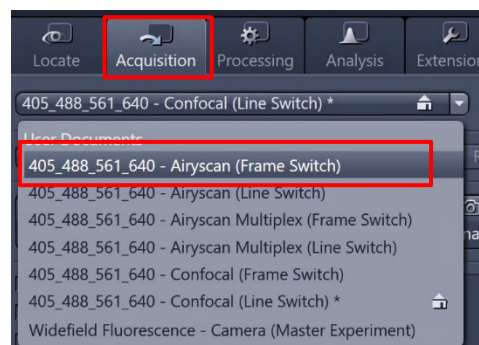 Locate Acquisition Processing Analysis Extension
405_488_561_640 - Confocal (Line Switch) *
User Documents
405_488_561_640 - Airyscan (Frame Switch)
405_488_561_640 - Airyscan (Line Switch)
405_488_561_640 - Airyscan Multiplex (Frame Switch)
405_488_561_640 - Airyscan Multiplex (Line Switch)
405_488_561_640 - Confocal (Frame Switch)
405_488_561_640 - Confocal (Line Switch) *
Widefield Fluorescence - Camera (Master Experiment)